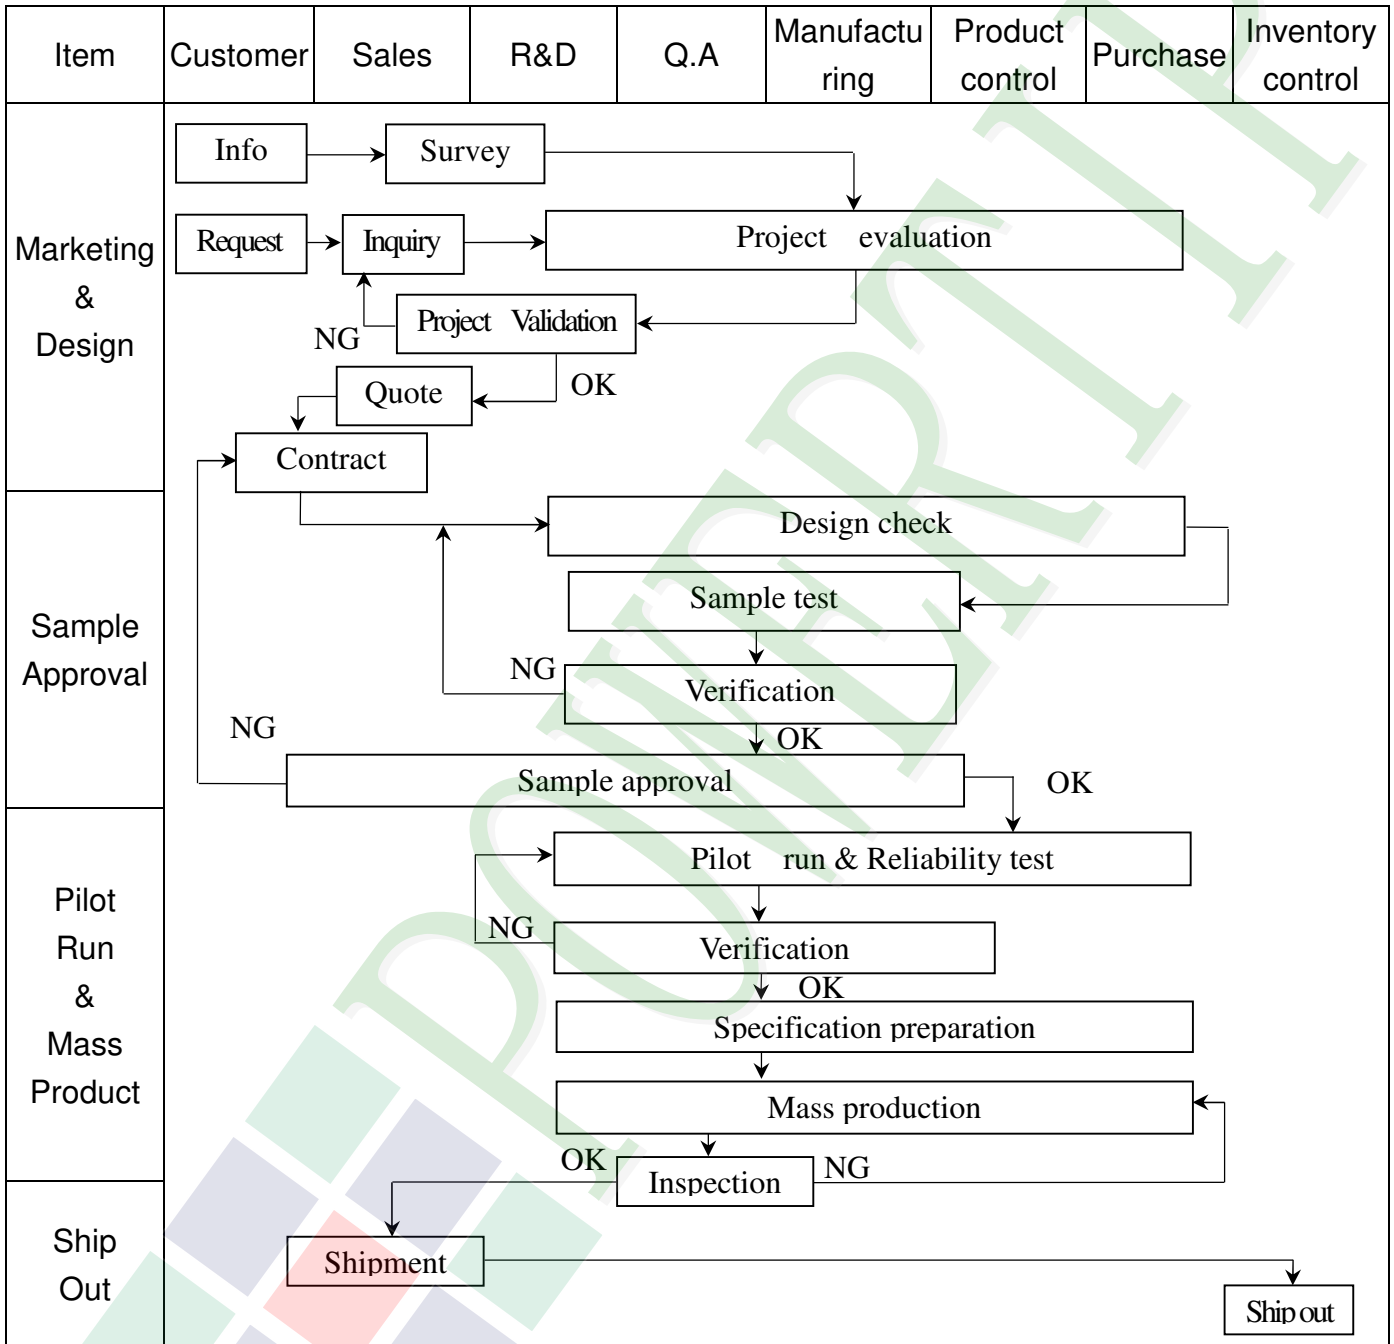 Item
Customer
Sales
R&D
Q.A
Manufactu
ring
Product
control
Purchase
Inventory
control
Marketing
&
Design
Info
Survey
Request
Inquiry
Project evaluation
Project Validation
NG
OK
Quote
Contract
Sample
Approval
Design check
Sample test
NG
Verification
OK
NG
Sample approval
OK
Pilot
Run
&
Mass
Product
Pilot run & Reliability test
NG
Verification
OK
Specification preparation
Mass production
OK
Inspection
NG
Ship
Out
Shipment
Ship out
POWERTIP